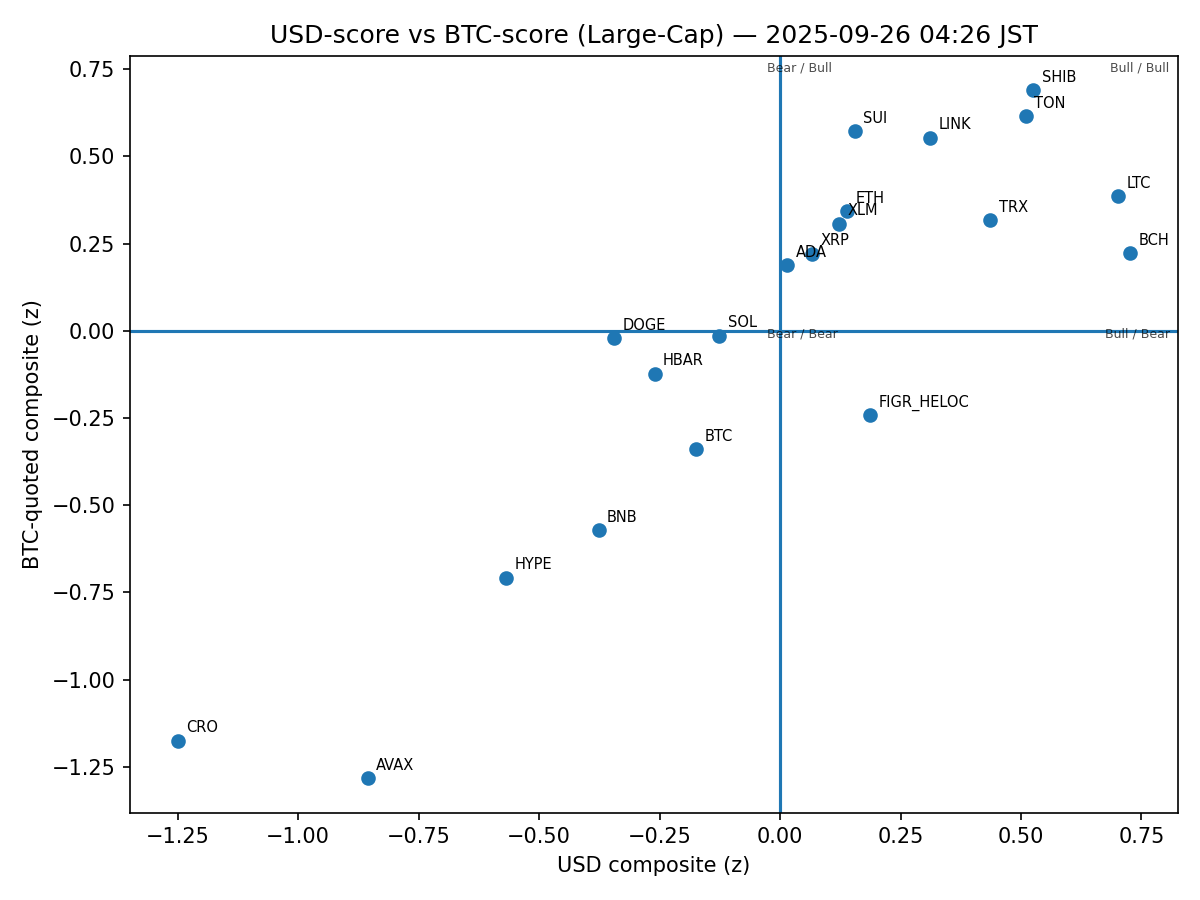 USD-score vs BTC-score (Large-Cap) — 2025-09-26 04:26 JST
Bear / Bull
Bull / Bull
SHIB
TON
SUI
LINK
LTC
ETH
XLM
TRX
XRP
BCH
ADA
DOGE
SOL
Bear / Bear
Bull / Bear
HBAR
FIGR_HELOC
BTC
BNB
HYPE
CRO
AVAX
0.75
0.50
0.25
0.00
−0.25
−0.50
−0.75
−1.00
−1.25
BTC-quoted composite (z)
−1.25 −1.00 −0.75 −0.50 −0.25 0.00 0.25 0.50 0.75
USD composite (z)